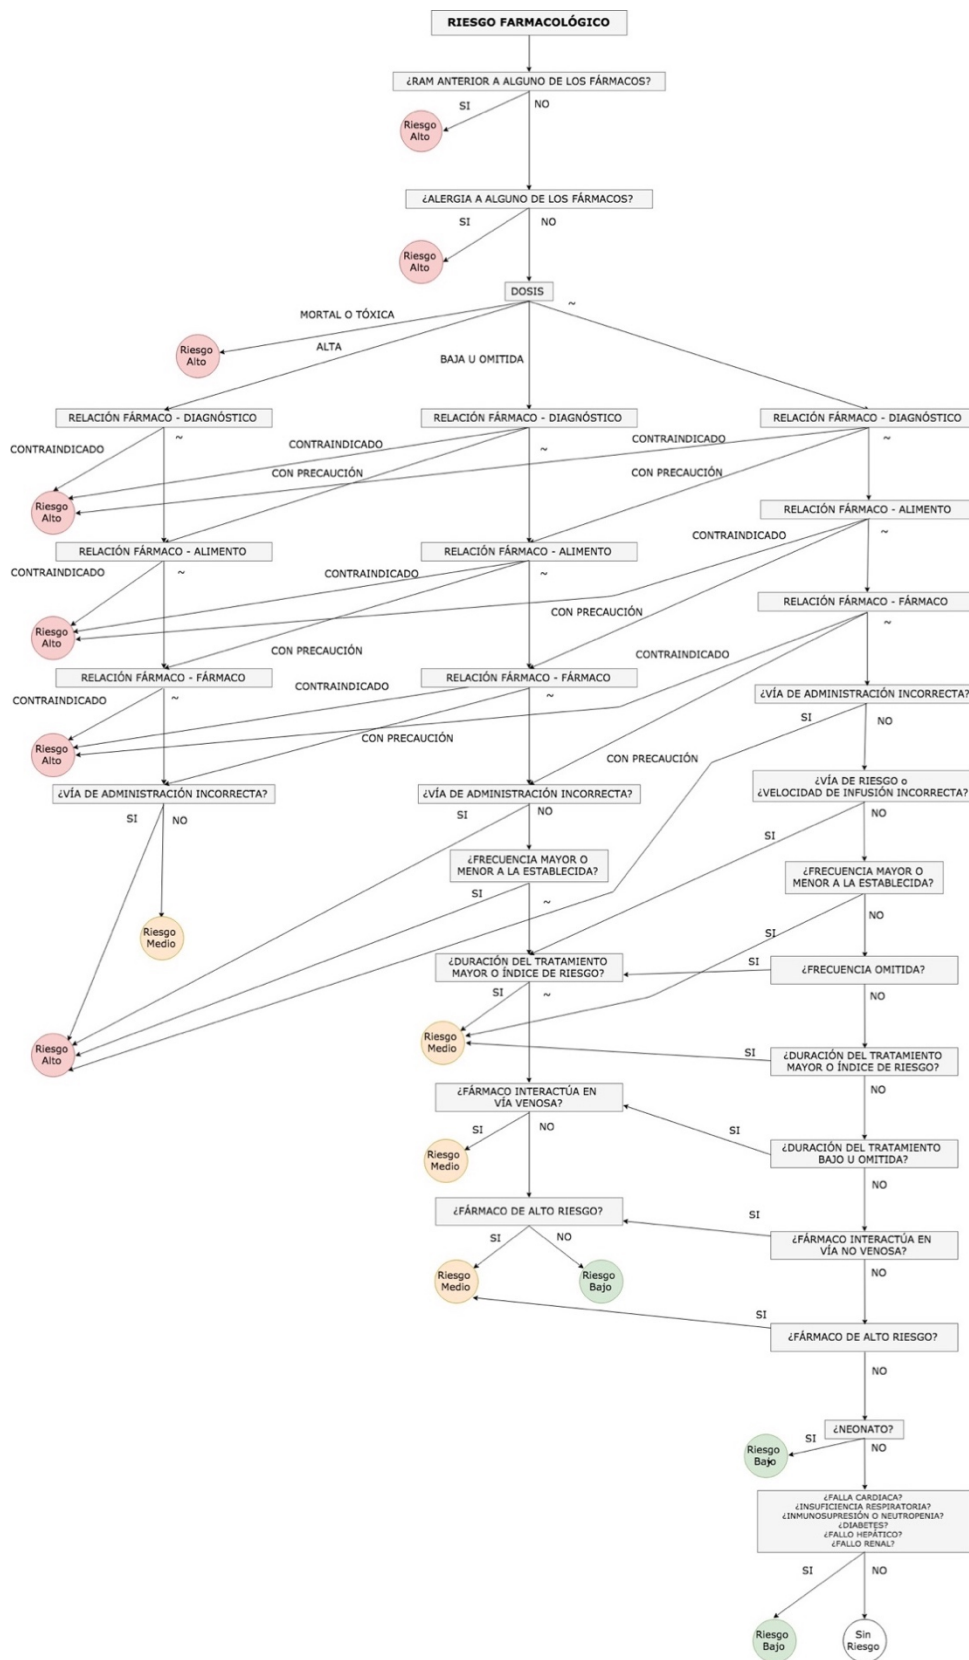 RIESGO FARMACOLÓGICO
¿RAM ANTERIOR A ALGUNO DE LOS FÁRMACOS?
SI
NO
Riesgo
Alto
¿ALERGIA A ALGUNO DE LOS FÁRMACOS?
SI
NO
Riesgo
Alto
DOSIS
~
MORTAL O TÓXICA
Riesgo
Alto
ALTA
BAJA U OMITIDA
RELACIÓN FÁRMACO - DIAGNÓSTICO
RELACIÓN FÁRMACO - DIAGNÓSTICO
RELACIÓN FÁRMACO - DIAGNÓSTICO
CONTRAINDICADO
~
CONTRAINDICADO
~
CONTRAINDICADO
~
CON PRECAUCIÓN
CON PRECAUCIÓN
Riesgo
Alto
RELACIÓN FÁRMACO - ALIMENTO
RELACIÓN FÁRMACO - ALIMENTO
RELACIÓN FÁRMACO - ALIMENTO
CONTRAINDICADO
~
CONTRAINDICADO
~
CONTRAINDICADO
~
RELACIÓN FÁRMACO - FÁRMACO
~
Riesgo
Alto
CON PRECAUCIÓN
CON PRECAUCIÓN
CONTRAINDICADO
RELACIÓN FÁRMACO - FÁRMACO
RELACIÓN FÁRMACO - FÁRMACO
CONTRAINDICADO
~
CONTRAINDICADO
~
¿VÍA DE ADMINISTRACIÓN INCORRECTA?
SI
NO
Riesgo
Alto
CON PRECAUCIÓN
CON PRECAUCIÓN
¿VÍA DE ADMINISTRACIÓN INCORRECTA?
¿VÍA DE ADMINISTRACIÓN INCORRECTA?
¿VÍA DE RIESGO o
¿VELOCIDAD DE INFUSIÓN INCORRECTA?
SI
NO
SI
NO
SI
NO
¿FRECUENCIA MAYOR O
MENOR A LA ESTABLECIDA?
¿FRECUENCIA MAYOR O
MENOR A LA ESTABLECIDA?
SI
~
SI
NO
Riesgo
Medio
¿DURACIÓN DEL TRATAMIENTO
MAYOR O ÍNDICE DE RIESGO?
SI
¿FRECUENCIA OMITIDA?
SI
~
NO
Riesgo
Alto
Riesgo
Medio
SI
¿DURACIÓN DEL TRATAMIENTO
MAYOR O ÍNDICE DE RIESGO?
NO
¿FÁRMACO INTERACTÚA EN
VÍA VENOSA?
SI
NO
SI
Riesgo
Medio
¿DURACIÓN DEL TRATAMIENTO
BAJO U OMITIDA?
NO
¿FÁRMACO DE ALTO RIESGO?
SI
NO
SI
¿FÁRMACO INTERACTÚA EN
VÍA NO VENOSA?
NO
Riesgo
Medio
Riesgo
Bajo
SI
¿FÁRMACO DE ALTO RIESGO?
NO
¿NEONATO?
SI
NO
Riesgo
Bajo
¿FALLA CARDIACA?
¿INSUFICIENCIA RESPIRATORIA?
¿INMUNOSUPRESIÓN O NEUTROPENIA?
¿DIABETES?
¿FALLO HEPÁTICO?
¿FALLO RENAL?
SI
NO
Riesgo
Bajo
Sin
Riesgo